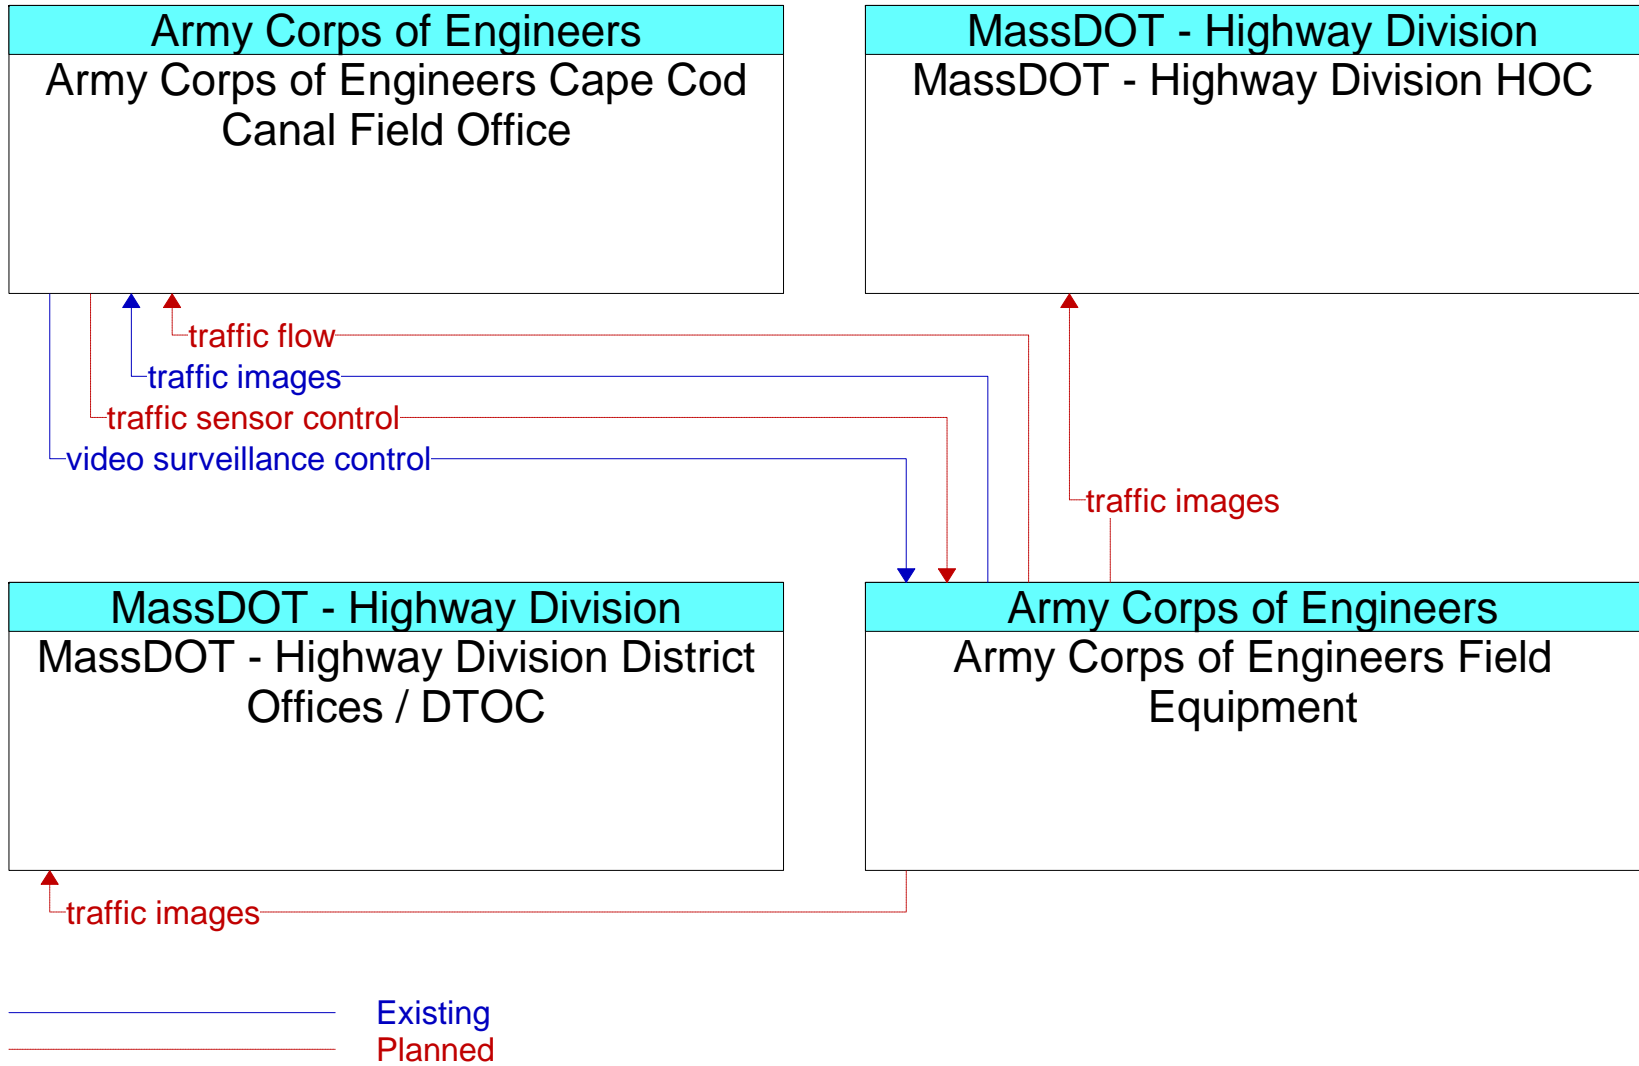 Army Corps of Engineers
Army Corps of Engineers Cape Cod
Canal Field Office
MassDOT - Highway Division
MassDOT - Highway Division HOC
traffic flow
traffic images
traffic sensor control
video surveillance control
traffic images
MassDOT - Highway Division
MassDOT - Highway Division District
Offices / DTOC
Army Corps of Engineers
Army Corps of Engineers Field
Equipment
traffic images
Existing
Planned